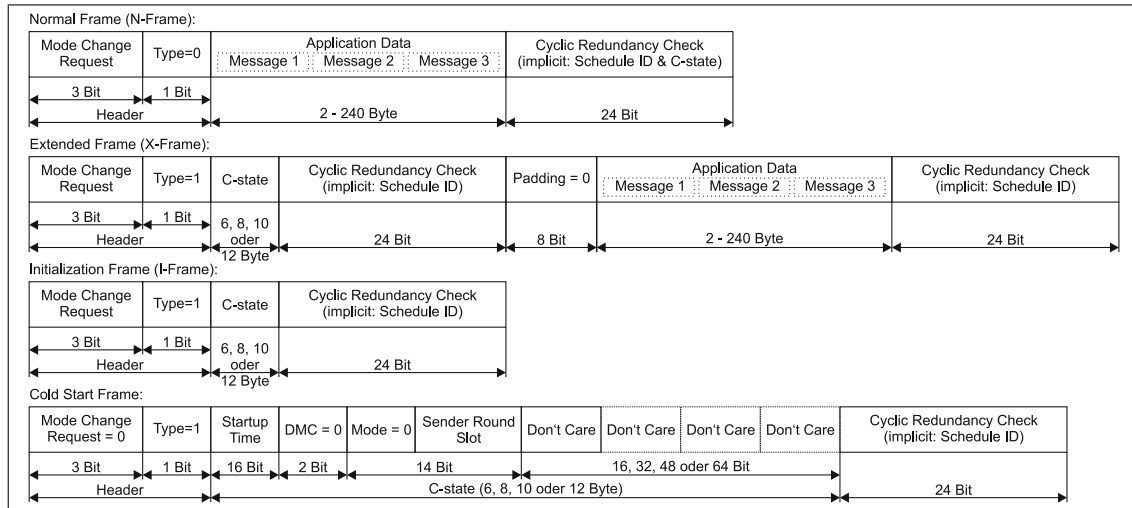 Normal Frame (N-Frame):
Mode Change Request
Type=0
Application Data
Message 1
Message 2
Message 3
Cyclic Redundancy Check
(implicit: Schedule ID & C-state)
3 Bit
1 Bit
Header
2 - 240 Byte
24 Bit
Extended Frame (X-Frame):
Mode Change Request
Type=1
C-state
Cyclic Redundancy Check
(implicit: Schedule ID)
Padding = 0
Application Data
Message 1
Message 2
Message 3
Cyclic Redundancy Check
(implicit: Schedule ID)
3 Bit
1 Bit
Header
6, 8, 10
oder
12 Byte
24 Bit
8 Bit
2 - 240 Byte
24 Bit
Initialization Frame (I-Frame):
Mode Change Request
Type=1
C-state
Cyclic Redundancy Check
(implicit: Schedule ID)
3 Bit
1 Bit
Header
6, 8, 10
oder
12 Byte
24 Bit
Cold Start Frame:
Mode Change
Request = 0
Type=1
Startup
Time
DMC = 0
Mode = 0
Sender Round
Slot
Don't Care
Don't Care
Don't Care
Don't Care
Cyclic Redundancy Check
(implicit: Schedule ID)
3 Bit
1 Bit
16 Bit
2 Bit
14 Bit
16, 32, 48 oder 64 Bit
Header
C-state (6, 8, 10 oder 12 Byte)
24 Bit